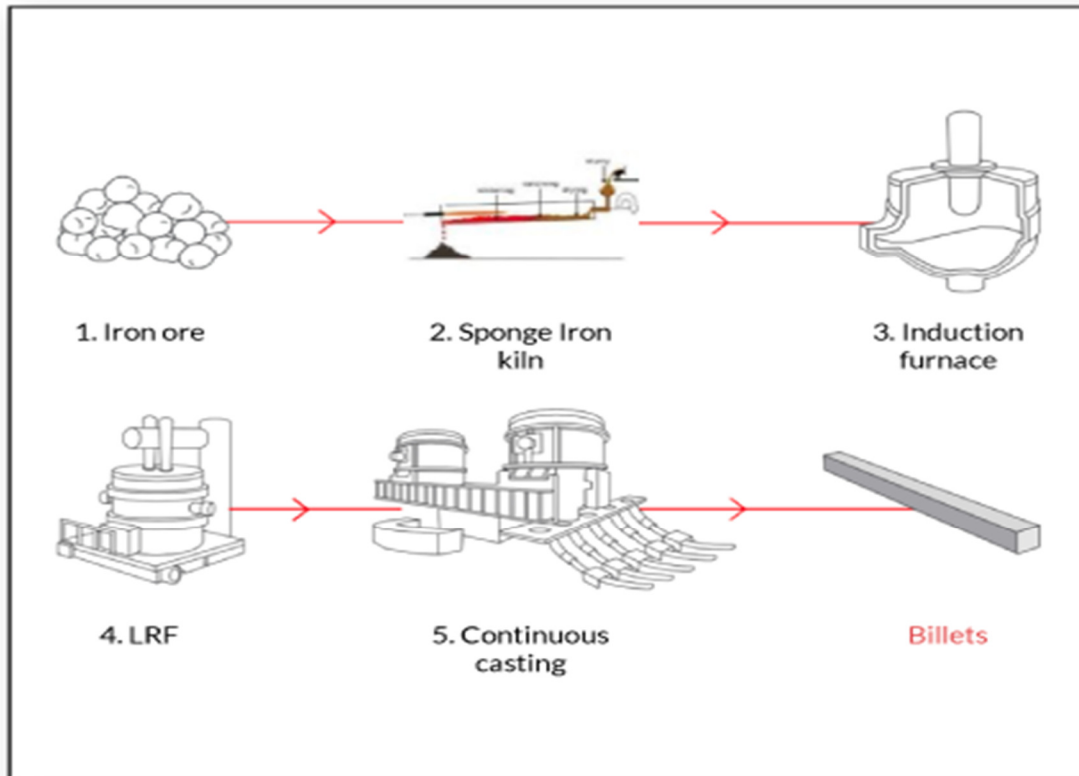 1. Iron ore
2. Sponge Iron
kiln
3. Induction
furnace
4. LRF
5. Continuous
casting
Billets